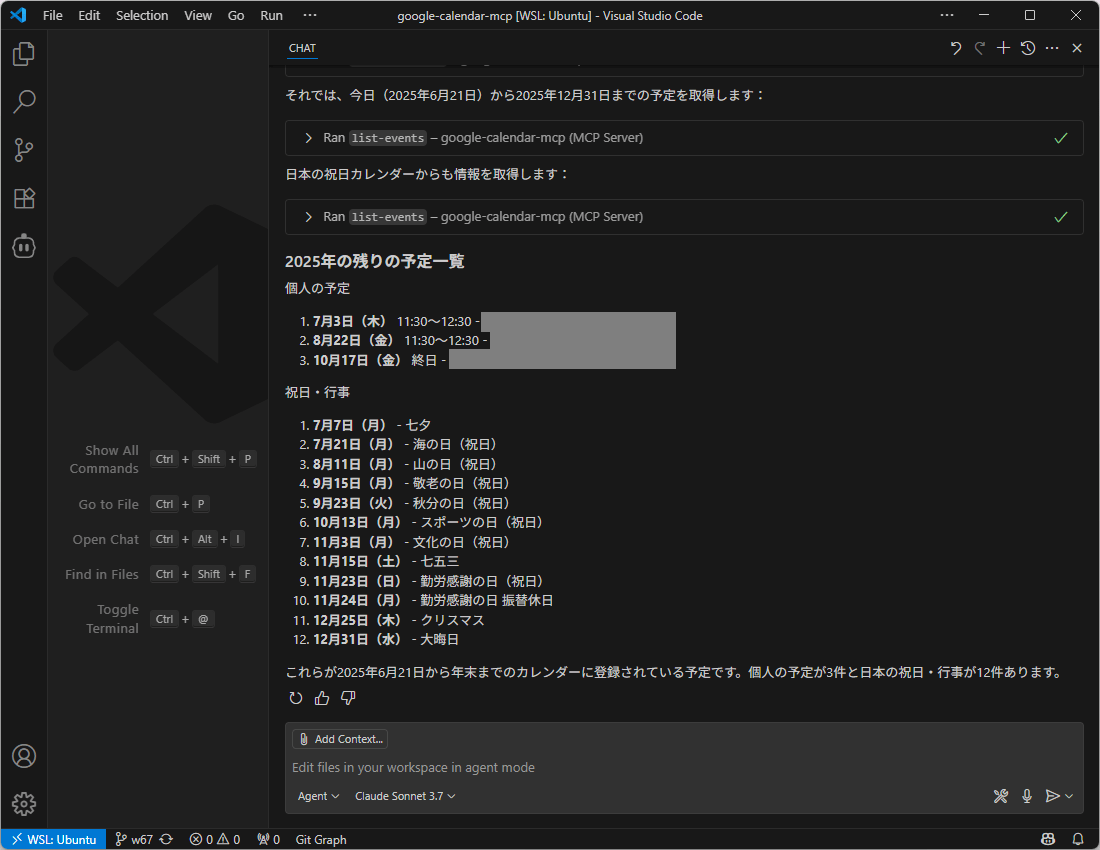 File Edit Selection View Go Run ··· google-calendar-mcp [WSL: Ubuntu] - Visual Studio Code
CHAT
それでは、今日（2025年6月21日）から2025年12月31日までの予定を取得します：
Ran list-events – google-calendar-mcp (MCP Server)
日本の祝日カレンダーからも情報を取得します：
Ran list-events – google-calendar-mcp (MCP Server)
2025年の残りの予定一覧
個人の予定
1. 7月3日（木） 11:30～12:30 -
2. 8月22日（金） 11:30～12:30 -
3. 10月17日（金） 終日 -
祝日・行事
1. 7月7日（月） - 七夕
2. 7月21日（月） - 海の日（祝日）
3. 8月11日（月） - 山の日（祝日）
4. 9月15日（月） - 敬老の日（祝日）
5. 9月23日（火） - 秋分の日（祝日）
6. 10月13日（月） - スポーツの日（祝日）
7. 11月3日（月） - 文化の日（祝日）
8. 11月15日（土） - 七五三
9. 11月23日（日） - 勤労感謝の日（祝日）
10. 11月24日（月） - 勤労感謝の日 振替休日
11. 12月25日（木） - クリスマス
12. 12月31日（水） - 大晦日
これらが2025年6月21日から年末までのカレンダーに登録されている予定です。個人の予定が3件と日本の祝日・行事が12件あります。
Show All Commands Ctrl + Shift + P
Go to File Ctrl + P
Open Chat Ctrl + Alt + I
Find in Files Ctrl + Shift + F
Toggle Terminal Ctrl + @
Add Context...
Edit files in your workspace in agent mode
Agent Claude Sonnet 3.7
WSL: Ubuntu w67 0 0 0 Git Graph